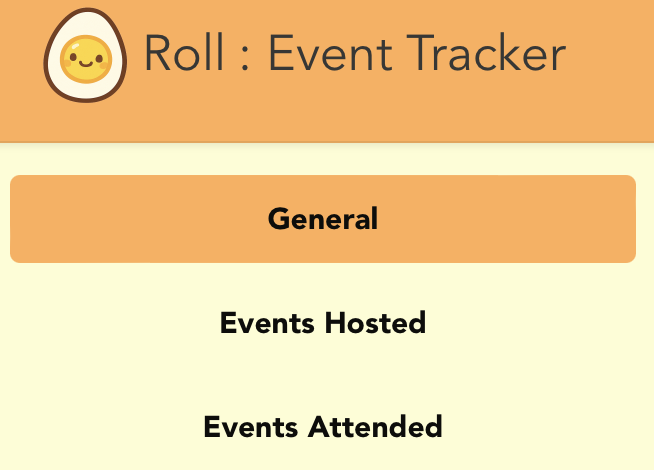 Roll : Event Tracker
General
Events Hosted
Events Attended